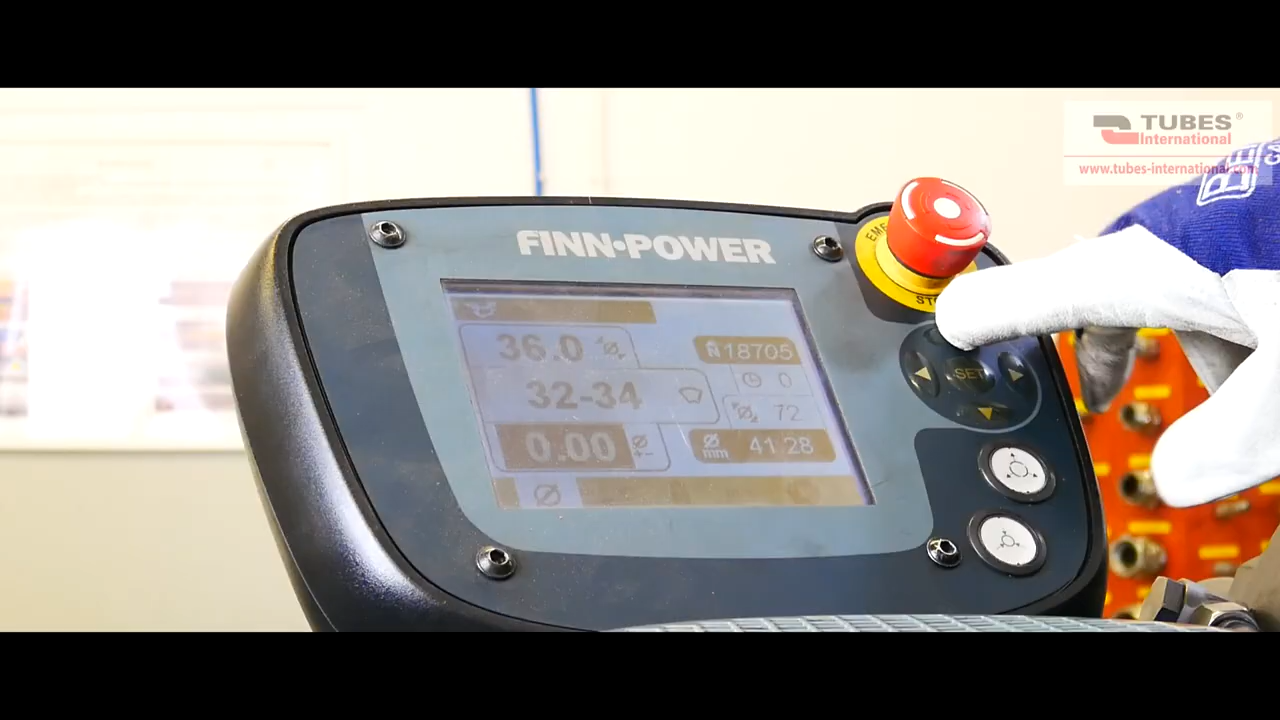 TUBES®
International
www.tubes-international.com
FINN•POWER
STO
36.0
18705
0
32-34
72
0.00
mm 41 28
SET